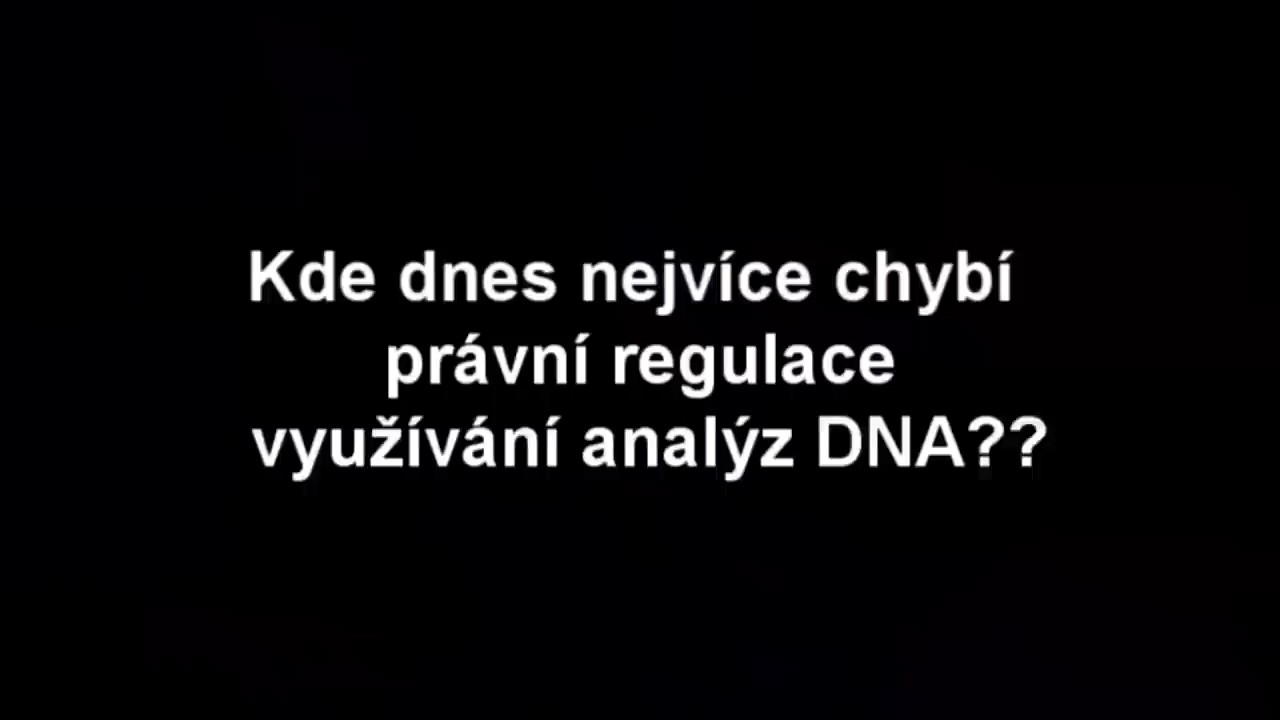 Kde dnes nejvíce chybí
právní regulace
využívání analýz DNA??